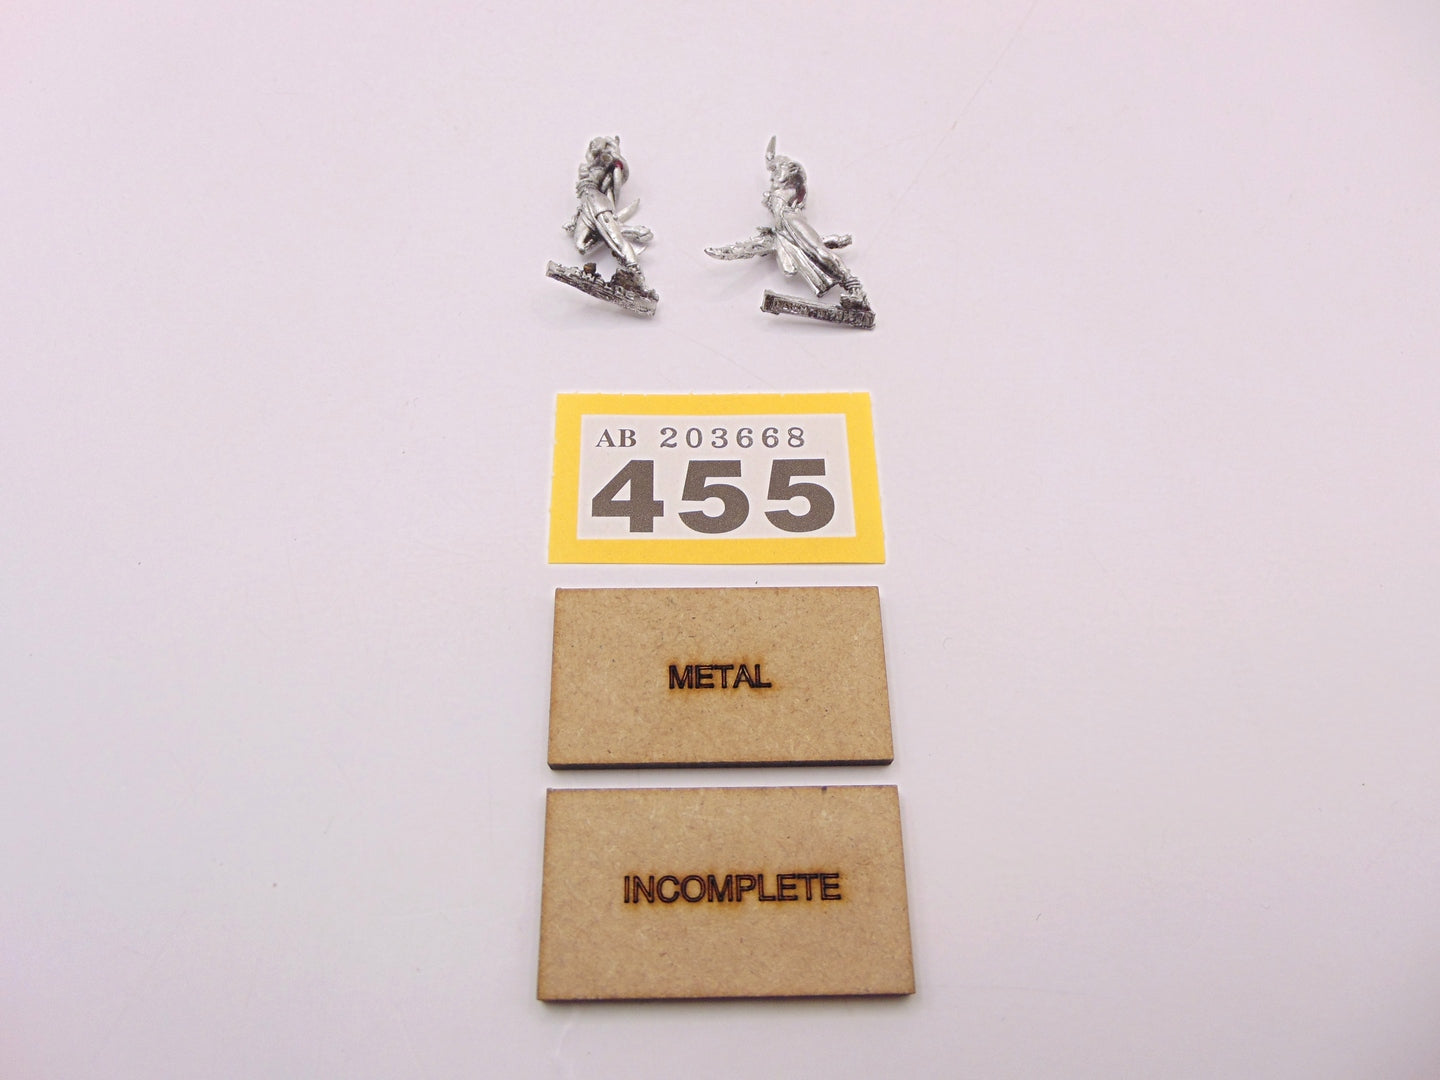 AB 203668
455
METAL
INCOMPLETE